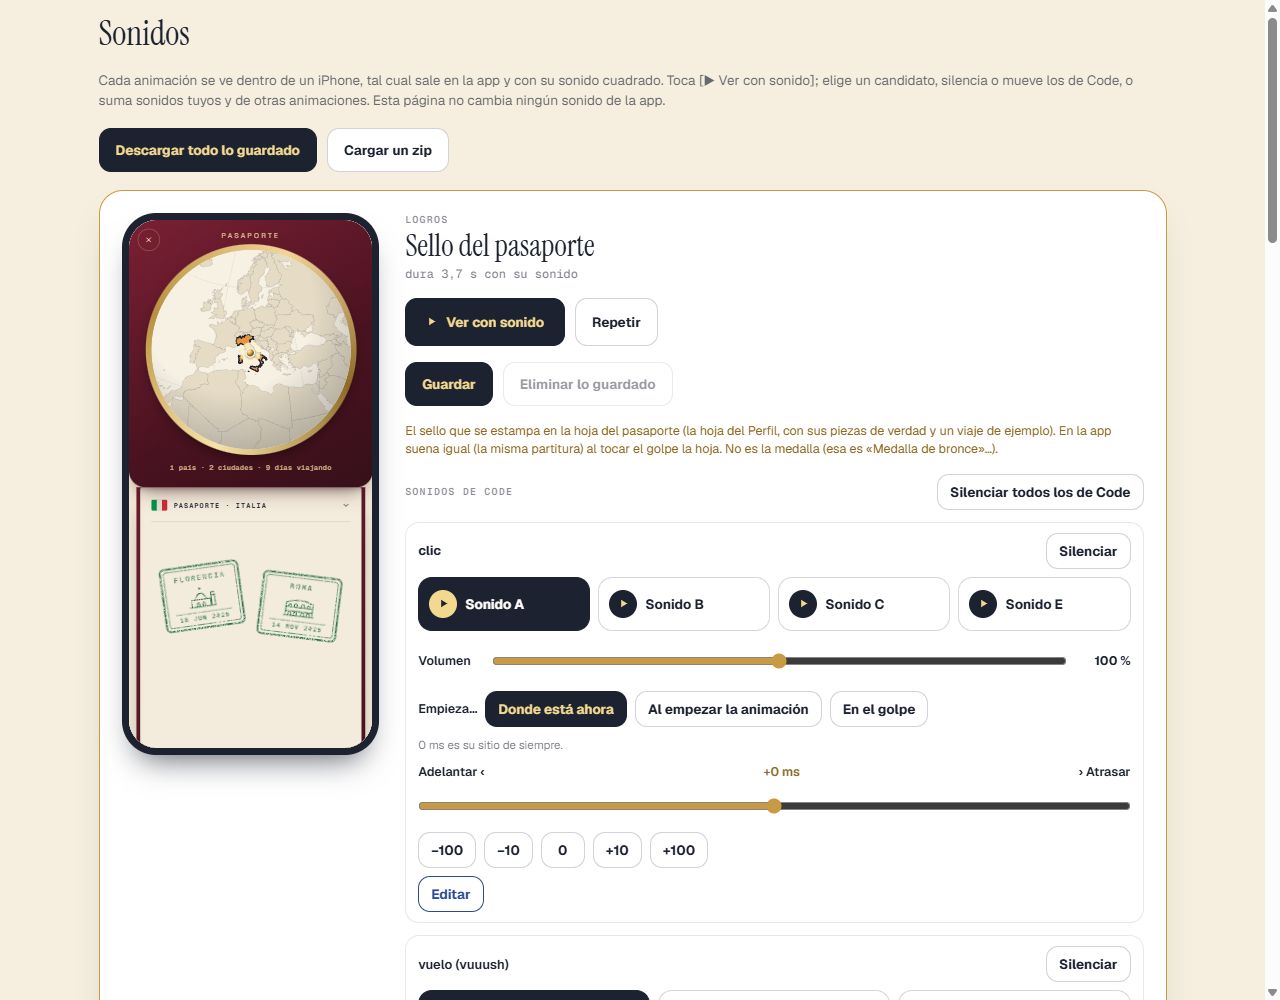 Sonidos
Cada animación se ve dentro de un iPhone, tal cual sale en la app y con su sonido cuadrado. Toca [▶ Ver con sonido]; elige un candidato, silencia o mueve los de Code, o
suma sonidos tuyos y de otras animaciones. Esta página no cambia ningún sonido de la app.
Descargar todo lo guardado
Cargar un zip
PASAPORTE
1 país · 2 ciudades · 9 días viajando
PASAPORTE · ITALIA
FLORENCIA
18 JUN 2025
ROMA
14 NOV 2025
LOGROS
Sello del pasaporte
dura 3,7 s con su sonido
Ver con sonido
Repetir
Guardar
Eliminar lo guardado
El sello que se estampa en la hoja del pasaporte (la hoja del Perfil, con sus piezas de verdad y un viaje de ejemplo). En la app
suena igual (la misma partitura) al tocar el golpe la hoja. No es la medalla (esa es «Medalla de bronce»…).
SONIDOS DE CODE
Silenciar todos los de Code
clic
Silenciar
Sonido A
Sonido B
Sonido C
Sonido E
Volumen
100 %
Empieza…
Donde está ahora
Al empezar la animación
En el golpe
0 ms es su sitio de siempre.
Adelantar ‹
+0 ms
› Atrasar
−100
−10
0
+10
+100
Editar
vuelo (vuuush)
Silenciar